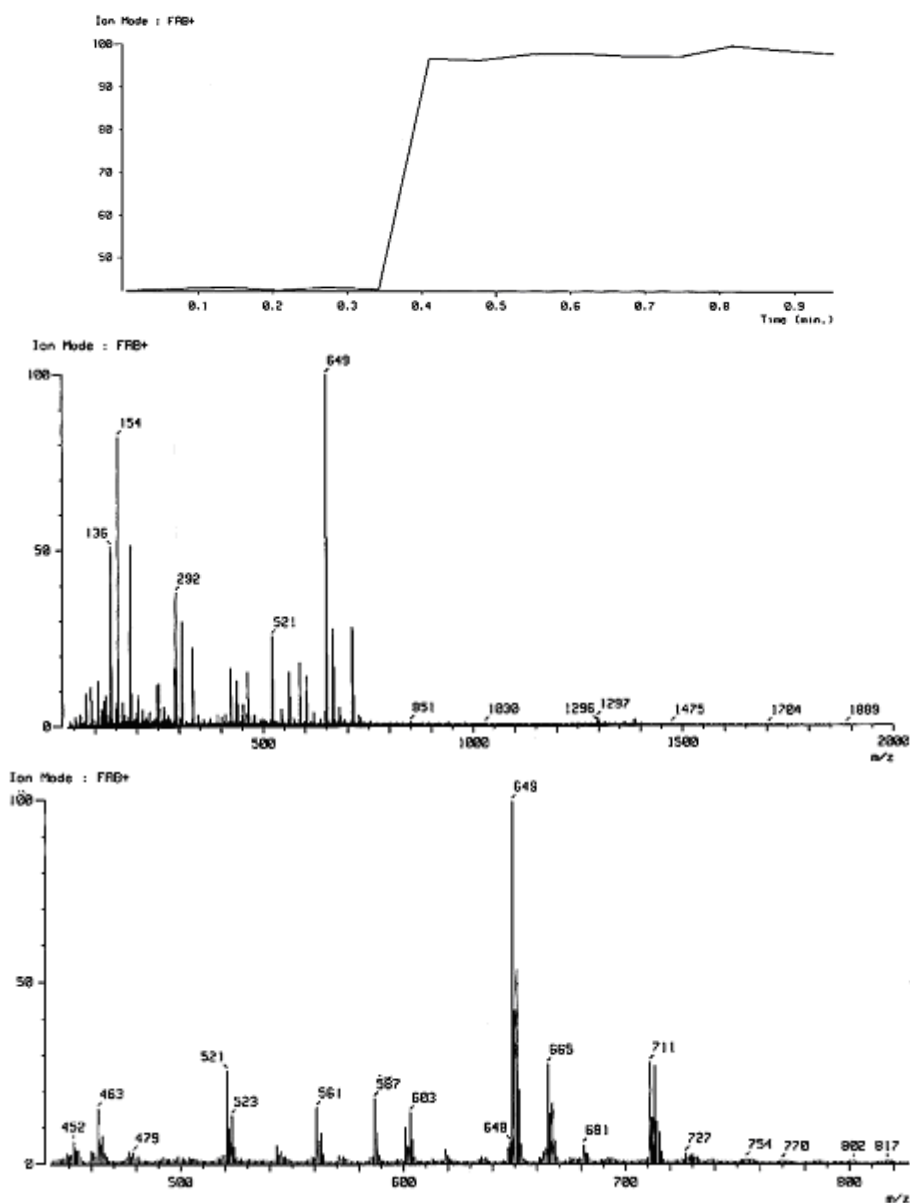 Ion Mode : FAB+
100
90
80
70
60
50
0.1 0.2 0.3 0.4 0.5 0.6 0.7 0.8 0.9
Time (min.)
Ion Mode : FAB+
100
649
154
136
50
292
521
0
851 1030 1296 1297 1475 1704 1889
500 1000 1500 2000
m/z
Ion Mode : FAB+
100
649
50
521
665
711
463
523
561
587
603
452
479
648
681
727
754 770 802 817
0
500 600 700 800
m/z